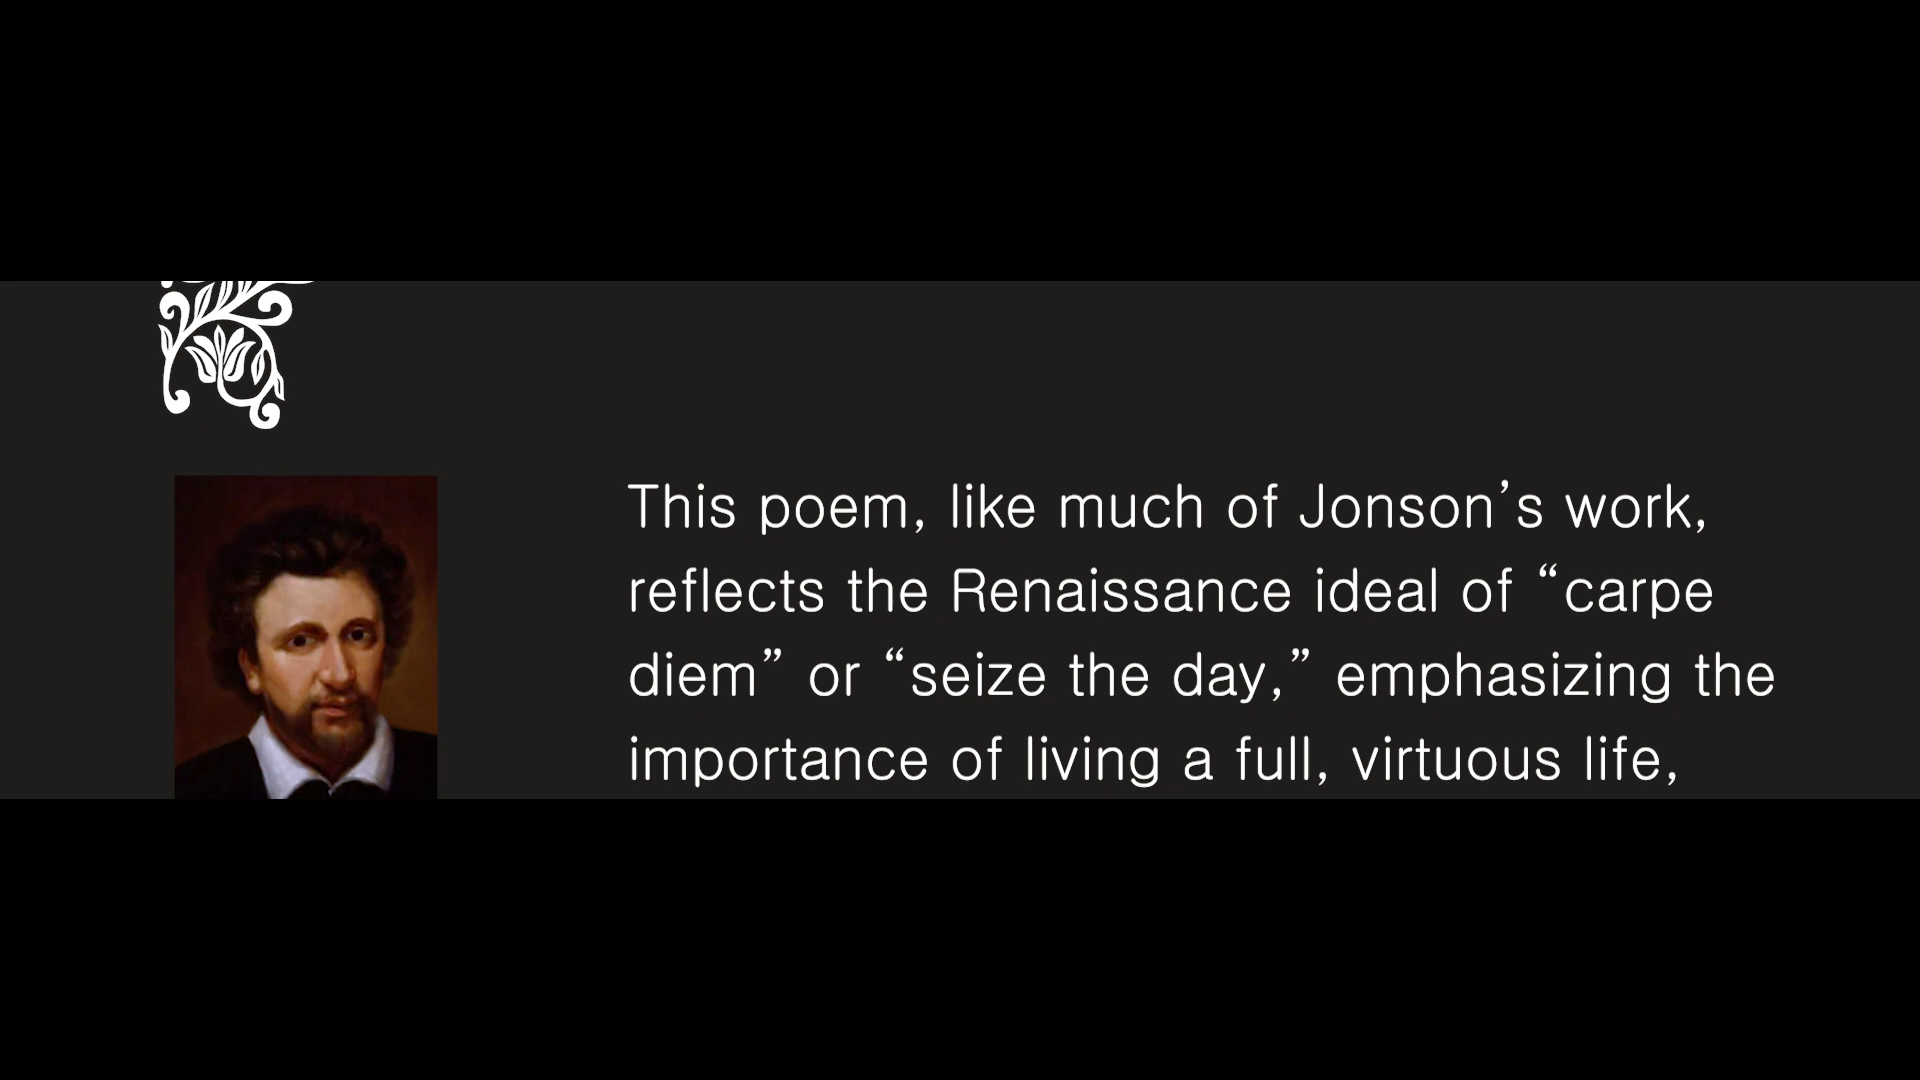 This poem, like much of Jonson’s work,
reflects the Renaissance ideal of “carpe
diem” or “seize the day,” emphasizing the
importance of living a full, virtuous life,